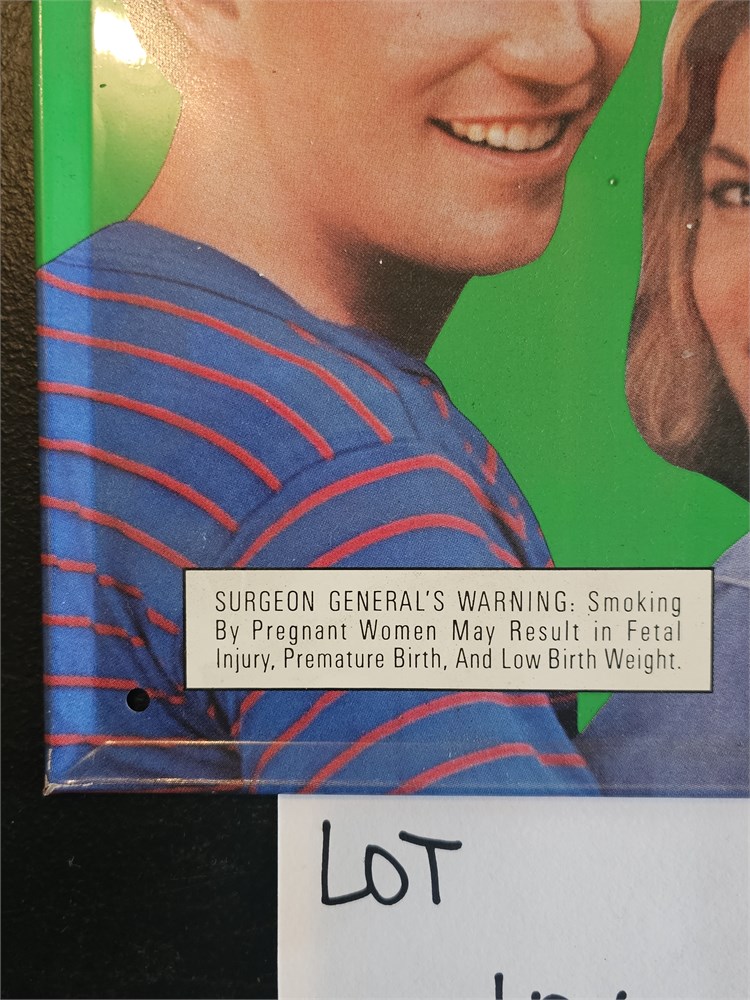 SURGEON GENERAL'S WARNING: Smoking
By Pregnant Women May Result in Fetal
Injury, Premature Birth, And Low Birth Weight.
LOT